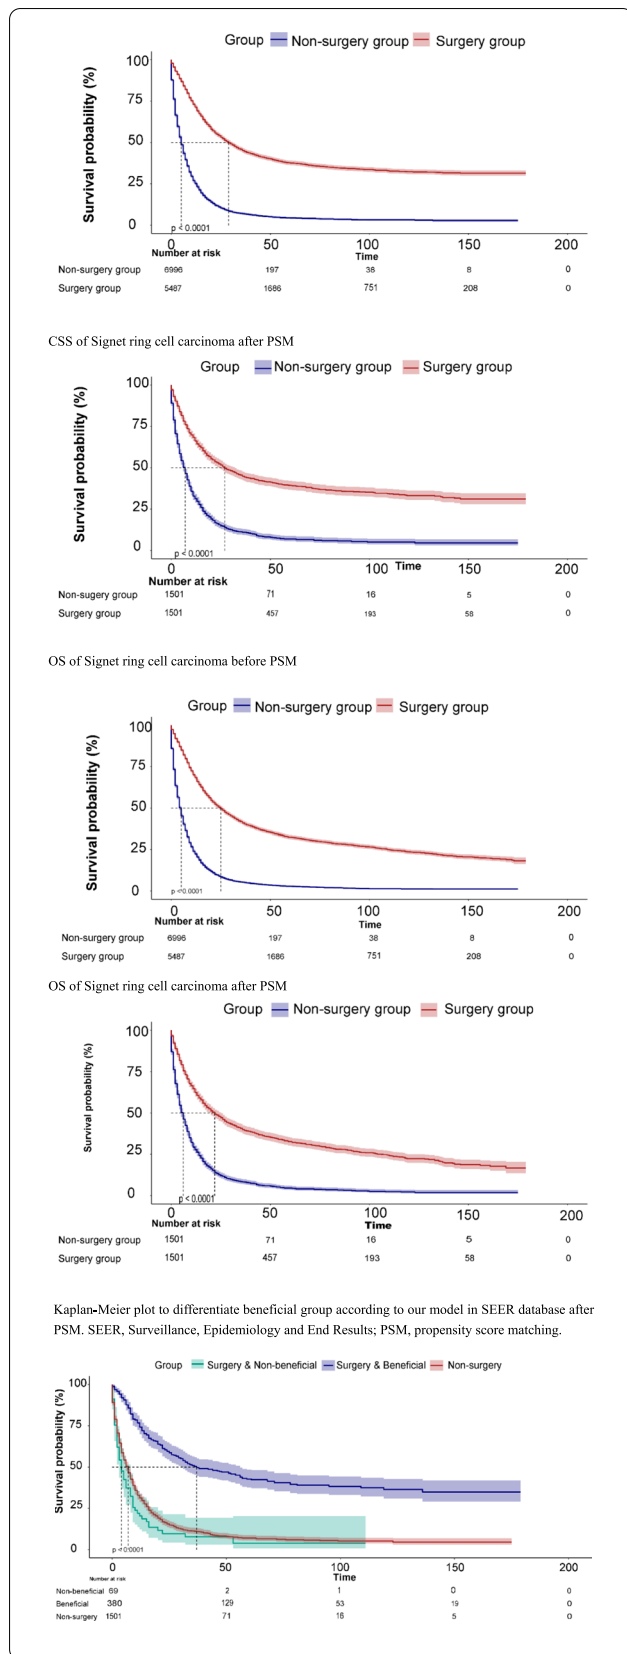 Group Non-surgery group Surgery group
Survival probability (%)
100
75
50
25
0
p < 0.0001
0 50 100 150 200
Number at risk Time
Non-surgery group 6996 197 38 8 0
Surgery group 5487 1686 751 208 0
CSS of Signet ring cell carcinoma after PSM
Group Non-surgery group Surgery group
Survival probability (%)
100
75
50
25
0
p < 0.0001
0 50 100 Time 150 200
Number at risk
Non-sugery group 1501 71 16 5 0
Surgery group 1501 457 193 58 0
OS of Signet ring cell carcinoma before PSM
Group Non-surgery group Surgery group
Survival probability (%)
100
75
50
25
0
p < 0.0001
0 50 100 150 200
Number at risk Time
Non-surgery group 6996 197 38 8 0
Surgery group 5487 1686 751 208 0
OS of Signet ring cell carcinoma after PSM
Group Non-surgery group Surgery group
Survival probability (%)
100
75
50
25
0
p < 0.0001
0 50 100 150 200
Number at risk Time
Non-surgery group 1501 71 16 5 0
Surgery group 1501 457 193 58 0
Kaplan-Meier plot to differentiate beneficial group according to our model in SEER database after
PSM. SEER, Surveillance, Epidemiology and End Results; PSM, propensity score matching.
Group Surgery & Non-beneficial Surgery & Beneficial Non-surgery
Survival probability (%)
100
75
50
25
0
p < 0.0001
0 50 100 150 200
Number at risk Time
Non-beneficial 69 2 1 0 0
Beneficial 380 129 53 19 0
Non-surgery 1501 71 16 5 0